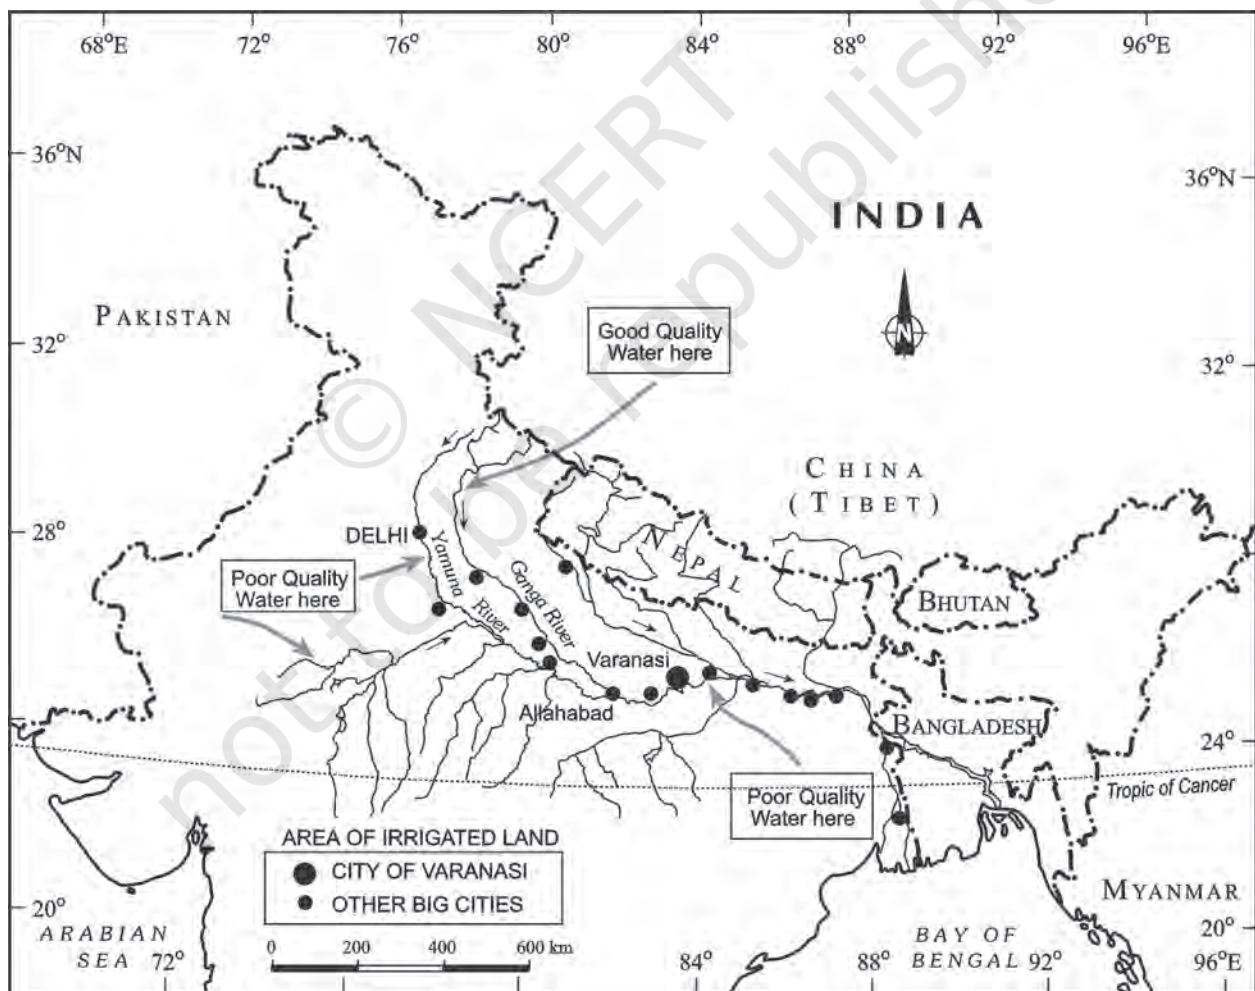 68°E 72° 76° 80° 84° 88° 92° 96°E
36°N
36°N
INDIA
PAKISTAN
Good Quality
Water here
N
32°
32°
CHINA
(TIBET)
28°
28°
DELHI
NEPAL
Poor Quality
Water here
Yamuna River
Ganga River
BHUTAN
Varanasi
Allahabad
BANGLADESH
24°
Tropic of Cancer
Poor Quality
Water here
AREA OF IRRIGATED LAND
CITY OF VARANASI
OTHER BIG CITIES
MYANMAR
20°
20°
ARABIAN
SEA
BAY OF
BENGAL
0 200 400 600 km
72° 84° 88° 92° 96°E
© NCERT
not to be republished